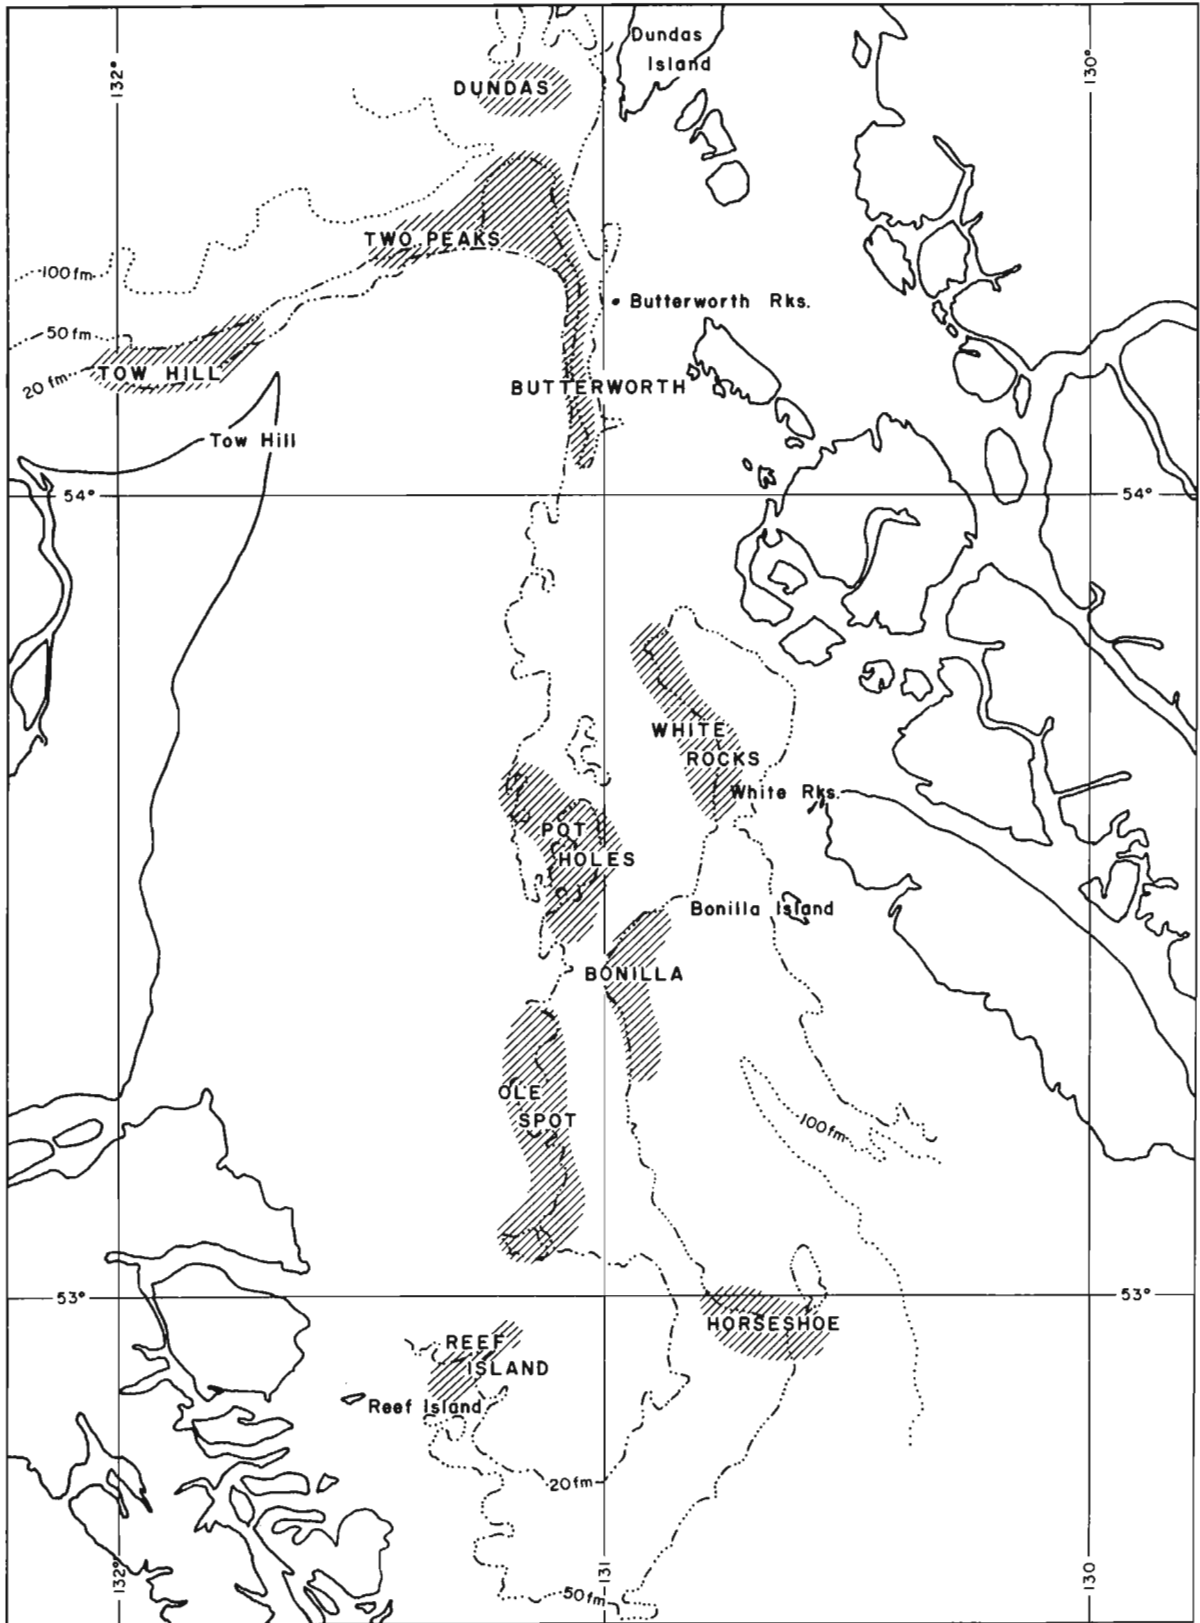 Dundas
Island
132°
130°
DUNDAS
TWO PEAKS
100 fm
Butterworth Rks.
50 fm
20 fm
TOW HILL
BUTTERWORTH
Tow Hill
54°
54°
WHITE
ROCKS
White Rks.
POT
HOLES
Bonilla Island
BONILLA
OLE
SPOT
100 fm
53°
53°
HORSESHOE
REEF
ISLAND
Reef Island
20 fm
132°
131
130
50 fm